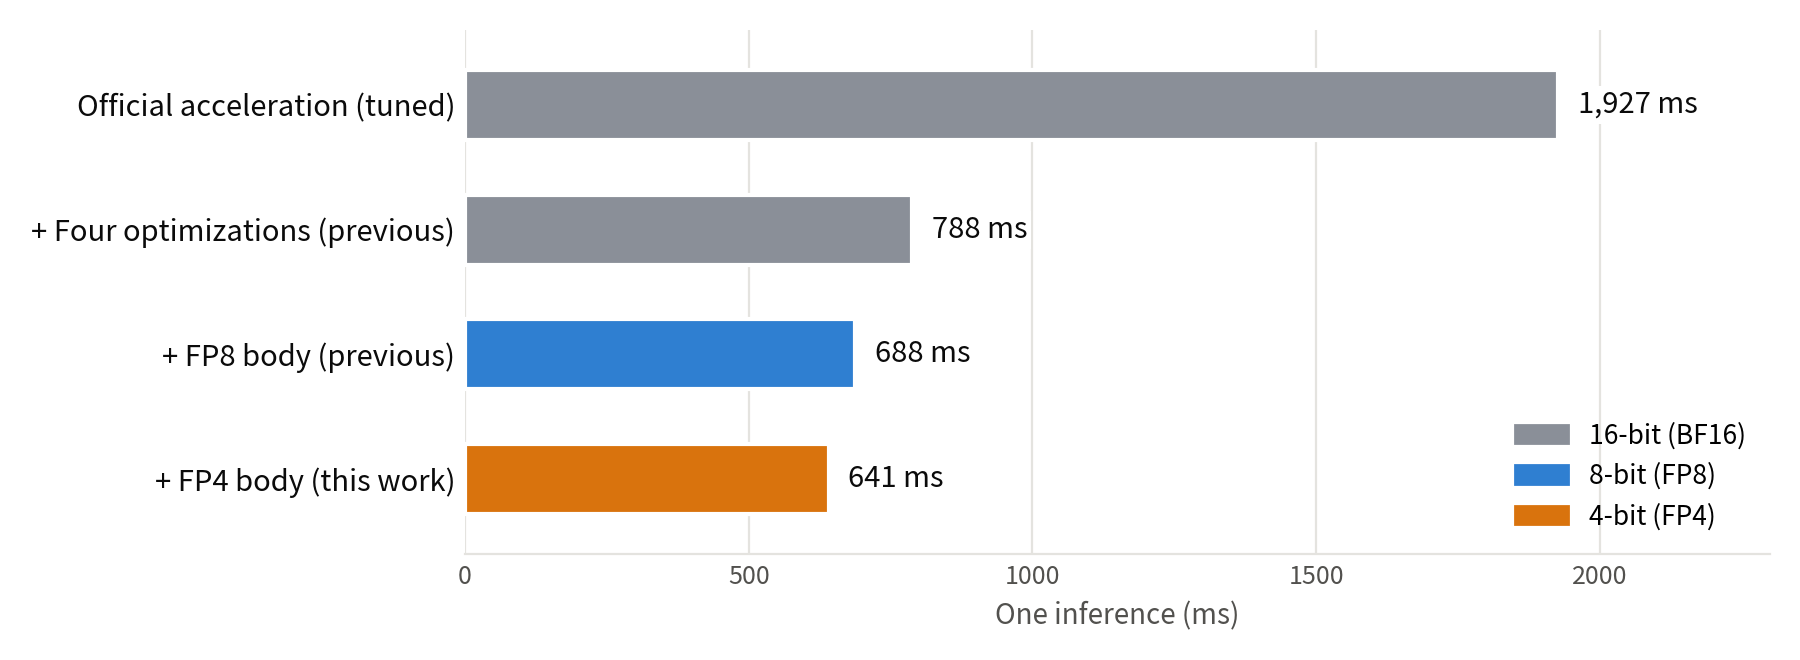 Official acceleration (tuned)
1,927 ms
+ Four optimizations (previous)
788 ms
+ FP8 body (previous)
688 ms
+ FP4 body (this work)
641 ms
16-bit (BF16)
8-bit (FP8)
4-bit (FP4)
0 500 1000 1500 2000
One inference (ms)